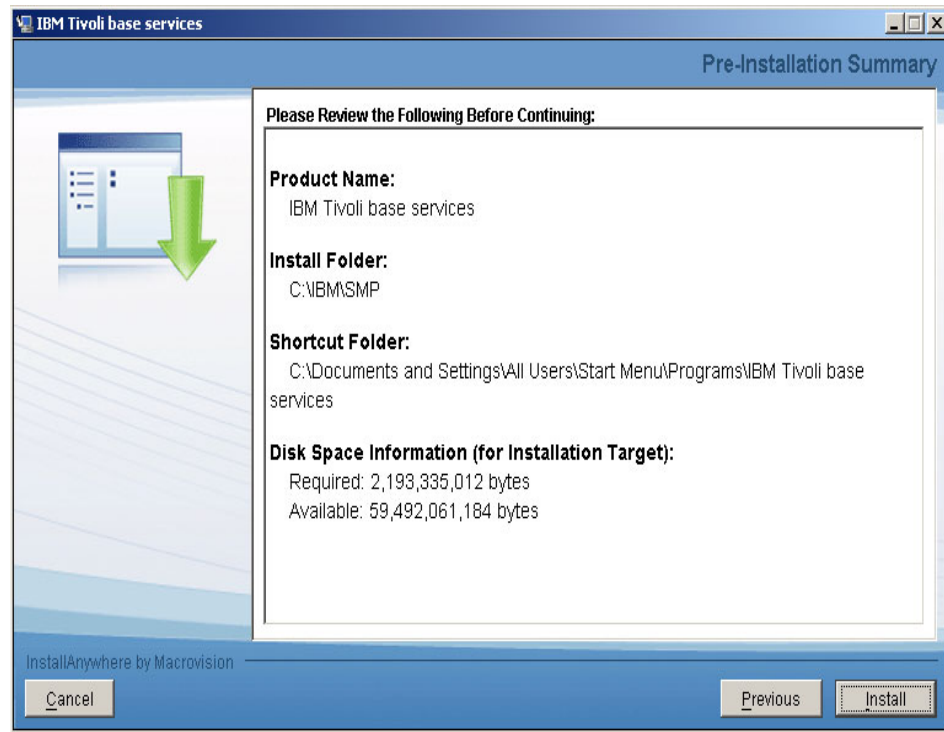 IBM Tivoli base services
Pre-Installation Summary
Please Review the Following Before Continuing:
Product Name:
IBM Tivoli base services
Install Folder:
C:\IBM\SMP
Shortcut Folder:
C:\Documents and Settings\All Users\Start Menu\Programs\IBM Tivoli base
services
Disk Space Information (for Installation Target):
Required: 2,193,335,012 bytes
Available: 59,492,061,184 bytes
InstallAnywhere by Macrovision
Cancel
Previous
Install